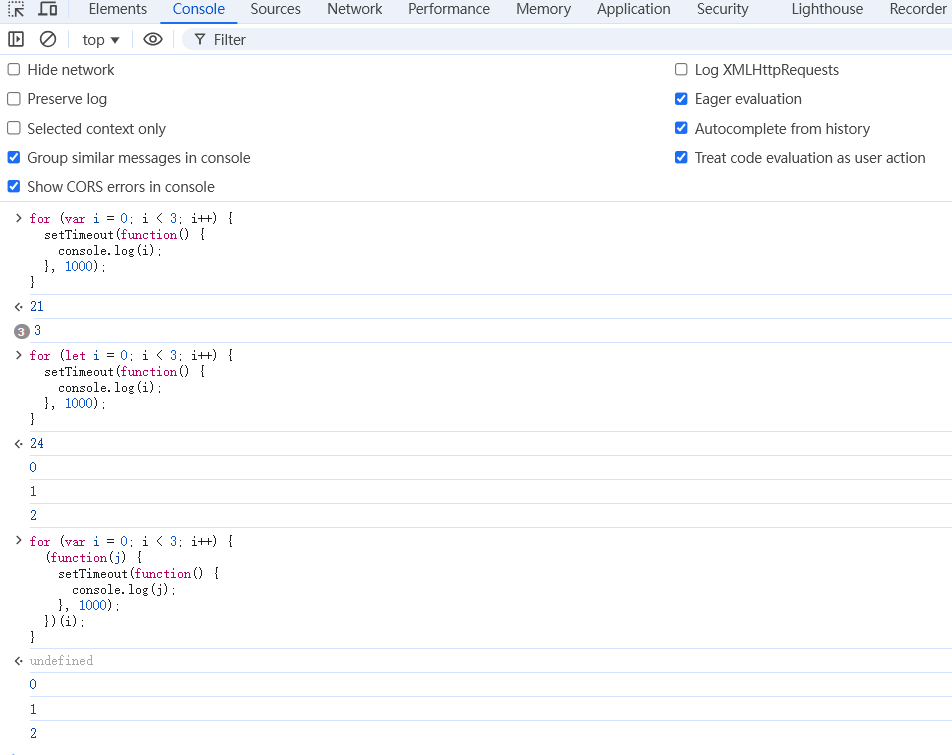 Elements Console Sources Network Performance Memory Application Security Lighthouse Recorder
top Filter
Hide network Log XMLHttpRequests
Preserve log Eager evaluation
Selected context only Autocomplete from history
Group similar messages in console Treat code evaluation as user action
Show CORS errors in console
> for (var i = 0; i < 3; i++) {
setTimeout(function() {
console.log(i);
}, 1000);
}
21
3 3
> for (let i = 0; i < 3; i++) {
setTimeout(function() {
console.log(i);
}, 1000);
}
24
0
1
2
> for (var i = 0; i < 3; i++) {
(function(j) {
setTimeout(function() {
console.log(j);
}, 1000);
})(i);
}
undefined
0
1
2